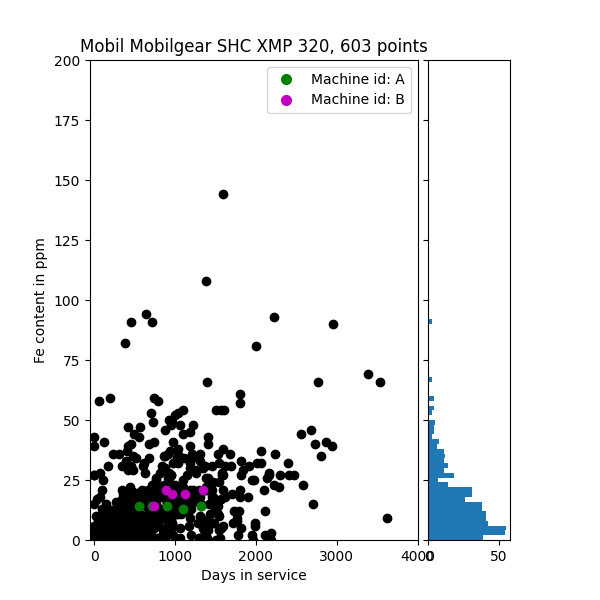 Mobil Mobilgear SHC XMP 320, 603 points
200
175
150
125
100
75
50
25
0
Fe content in ppm
Machine id: A
Machine id: B
0 1000 2000 3000 4000
0 50
Days in service